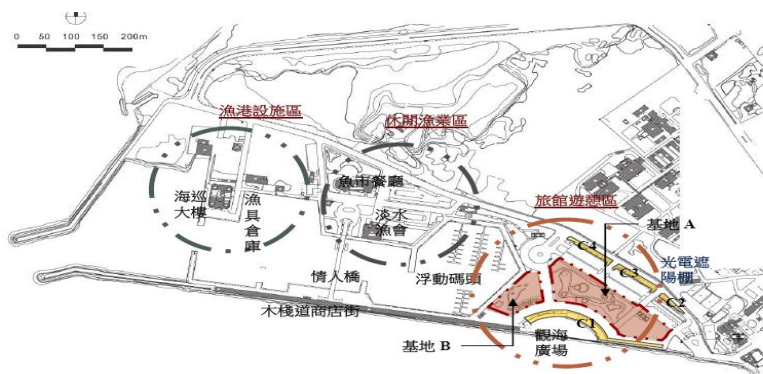 0 50 100 150 200m
漁港設施區
休閒漁業區
魚市餐廳
旅館遊憩區
海巡
大樓
漁
具
倉
庫
淡水
漁會
基地 A
C4
光電遮
陽棚
C3
情人橋
浮動碼頭
C2
木棧道商店街
C1
觀海
廣場
基地 B